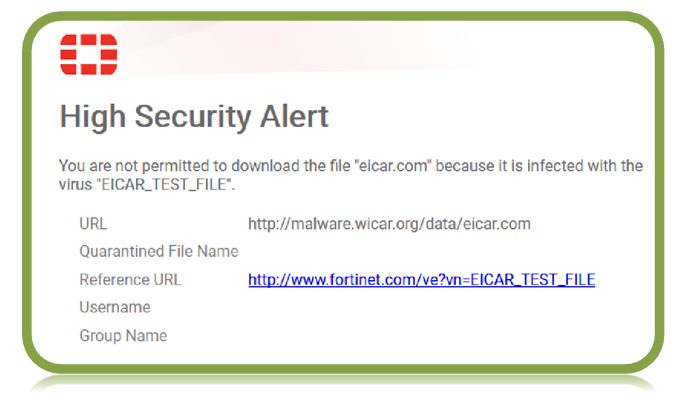 High Security Alert
You are not permitted to download the file "eicar.com" because it is infected with the
virus "EICAR_TEST_FILE".
URL http://malware.wicar.org/data/eicar.com
Quarantined File Name
Reference URL http://www.fortinet.com/ve?vn=EICAR_TEST_FILE
Username
Group Name